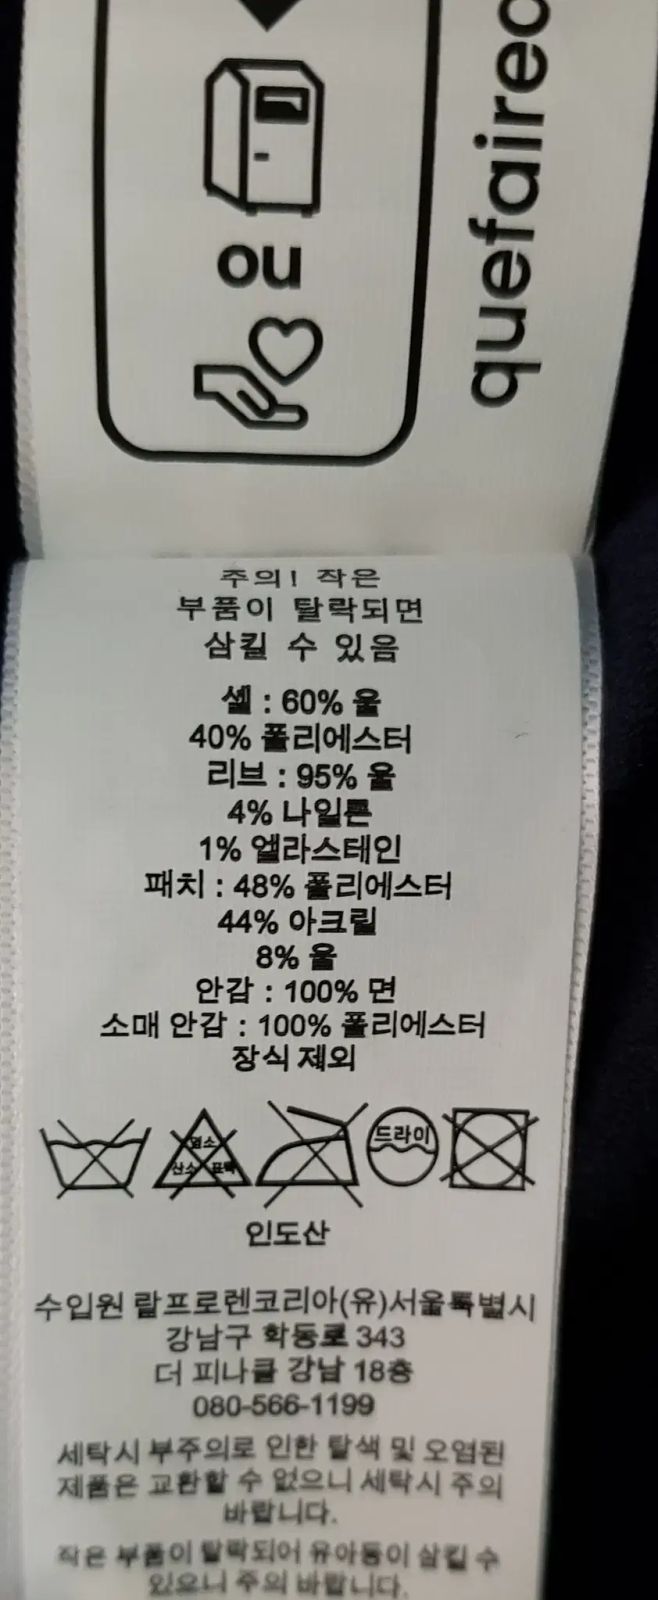 ou
quefairede
주의! 작은
부품이 탈락되면
삼킬 수 있음
셸 : 60% 울
40% 폴리에스터
리브 : 95% 울
4% 나일론
1% 엘라스테인
패치 : 48% 폴리에스터
44% 아크릴
8% 울
안감 : 100% 면
소매 안감 : 100% 폴리에스터
장식 제외
염소
산소 표백
드라이
인도산
수입원 랄프로렌코리아(유)서울특별시
강남구 학동로 343
더 피나클 강남 18층
080-566-1199
세탁시 부주의로 인한 탈색 및 오염된
제품은 교환할 수 없으니 세탁시 주의
바랍니다.
작은 부품이 탈락되어 유아동이 삼킬 수
있으니 주의 바랍니다.